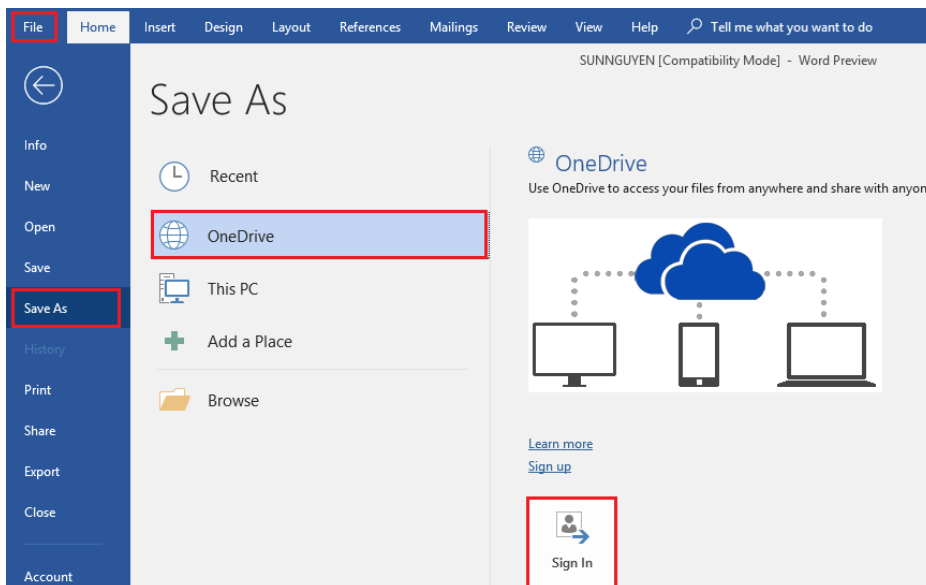 File Home Insert Design Layout References Mailings Review View Help Tell me what you want to do
SUNNGUYEN [Compatibility Mode] - Word Preview
Save As
Info
New
Open
Save
Save As
History
Print
Share
Export
Close
Account
Recent
OneDrive
This PC
Add a Place
Browse
OneDrive
Use OneDrive to access your files from anywhere and share with anyon
Learn more
Sign up
Sign In